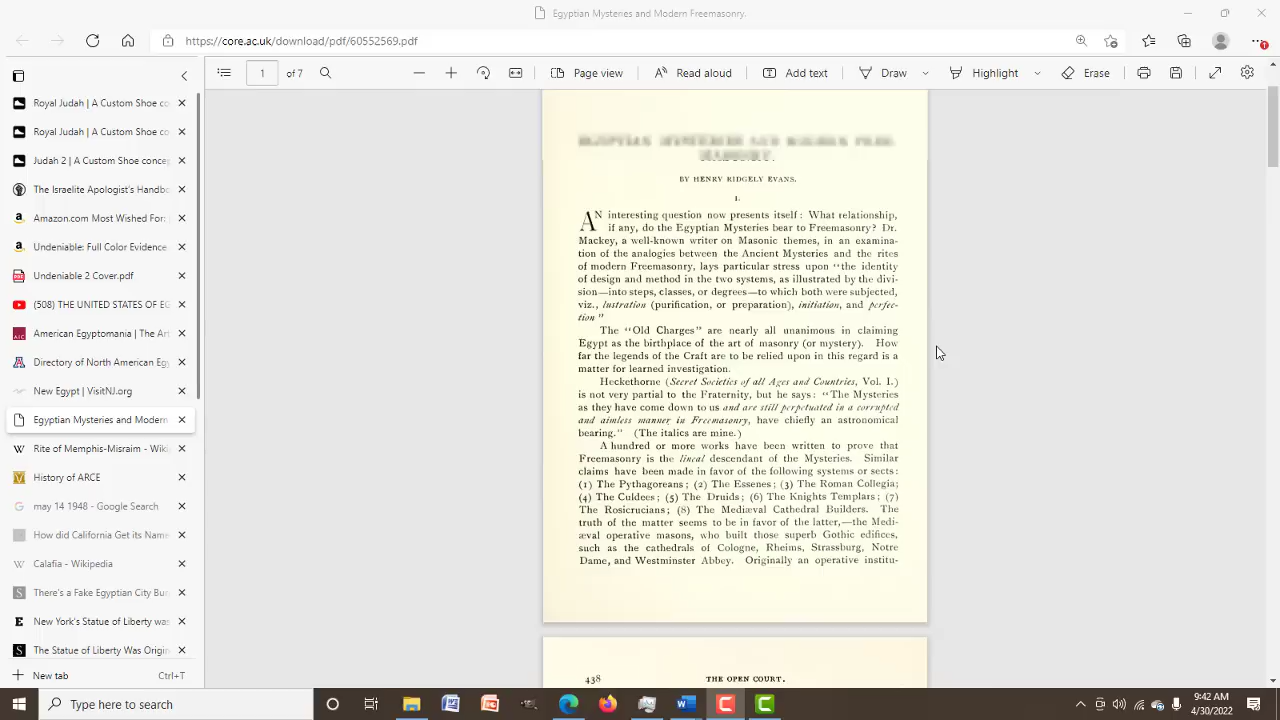 Egyptian Mysteries and Modern Freemasonry.
https://core.ac.uk/download/pdf/60552569.pdf
1 of 7
Page view
Read aloud
Add text
Draw
Highlight
Erase
Royal Judah | A Custom Shoe co
Royal Judah | A Custom Shoe co
Judah 2 | A Custom Shoe concep
The Israelite Apologist's Handbo
Amazon.com Most Wished For:
Undeniable: Full Color Evidence
Undeniable 2 Cover.pdf
(508) THE UNITED STATES OF EG
American Egyptomania | The Art
Directory of North American Eg
New Egypt | VisitNJ.org
Egyptian Mysteries and Modern
Rite of Memphis-Misraim - Wiki
History of ARCE
may 14 1948 - Google Search
How did California Get its Name
Calafia - Wikipedia
There's a Fake Egyptian City Bur
New York's Statue of Liberty was
The Statue of Liberty Was Origin
New tab Ctrl+T
BY HENRY RIDGELY EVANS.
I.
AN interesting question now presents itself: What relationship,
if any, do the Egyptian Mysteries bear to Freemasonry? Dr.
Mackey, a well-known writer on Masonic themes, in an examina-
tion of the analogies between the Ancient Mysteries and the rites
of modern Freemasonry, lays particular stress upon "the identity
of design and method in the two systems, as illustrated by the divi-
sion—into steps, classes, or degrees—to which both were subjected,
viz., lustration (purification, or preparation), initiation, and perfec-
tion"
The "Old Charges" are nearly all unanimous in claiming
Egypt as the birthplace of the art of masonry (or mystery). How
far the legends of the Craft are to be relied upon in this regard is a
matter for learned investigation.
Heckethorne (Secret Societies of all Ages and Countries, Vol. I.)
is not very partial to the Fraternity, but he says: "The Mysteries
as they have come down to us and are still perpetuated in a corrupted
and aimless manner in Freemasonry, have chiefly an astronomical
bearing." (The italics are mine.)
A hundred or more works have been written to prove that
Freemasonry is the lineal descendant of the Mysteries. Similar
claims have been made in favor of the following systems or sects:
(1) The Pythagoreans; (2) The Essenes; (3) The Roman Collegia;
(4) The Culdees; (5) The Druids; (6) The Knights Templars; (7)
The Rosicrucians; (8) The Mediæval Cathedral Builders. The
truth of the matter seems to be in favor of the latter,—the Medi-
æval operative masons, who built those superb Gothic edifices,
such as the cathedrals of Cologne, Rheims, Strassburg, Notre
Dame, and Westminster Abbey. Originally an operative institu-
438 THE OPEN COURT.
Type here to search
9:42 AM
4/30/2022